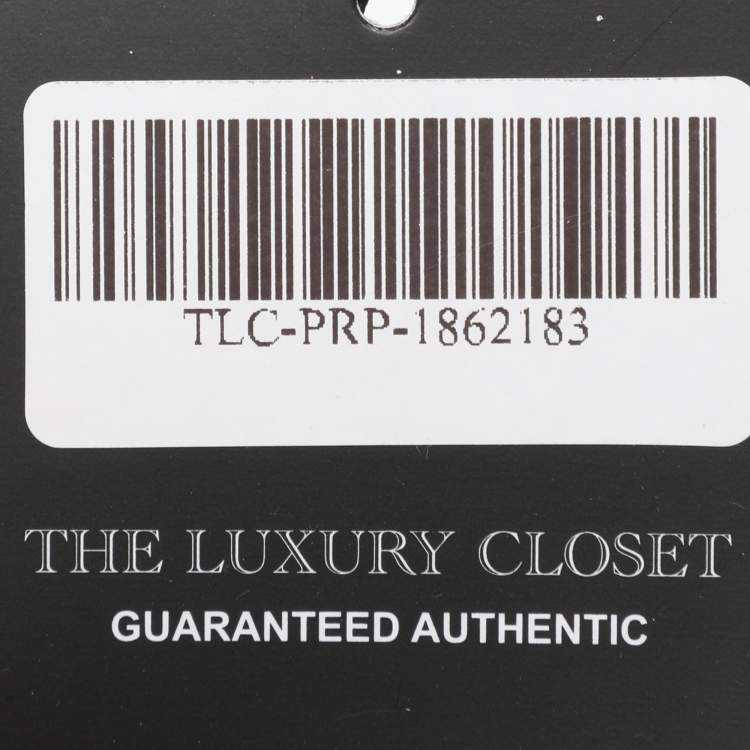 TLC-PRP-1862183
THE LUXURY CLOSET
GUARANTEED AUTHENTIC